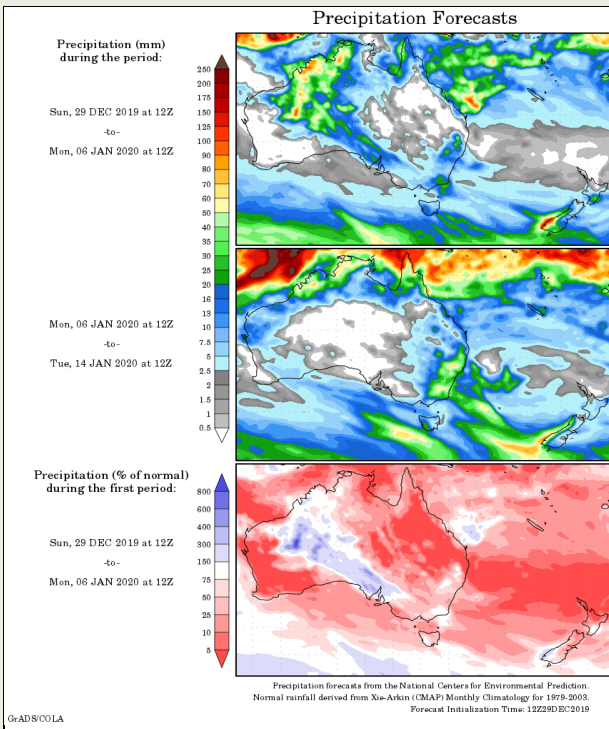 Precipitation Forecasts
Precipitation (mm)
during the period:
Sun, 29 DEC 2019 at 12Z
-to-
Mon, 06 JAN 2020 at 12Z
250
200
175
150
125
100
90
80
70
60
50
40
35
30
25
20
16
13
10
7.5
5
2.5
2
1.5
1
0.5
Mon, 06 JAN 2020 at 12Z
-to-
Tue, 14 JAN 2020 at 12Z
Precipitation (% of normal)
during the first period:
Sun, 29 DEC 2019 at 12Z
-to-
Mon, 06 JAN 2020 at 12Z
800
600
400
300
150
75
50
25
10
5
Precipitation forecasts from the National Centers for Environmental Prediction.
Normal rainfall derived from Xie-Arkin (CMAP) Monthly Climatology for 1979-2003.
Forecast Initialization Time: 12Z29DEC2019
GrADS/COLA